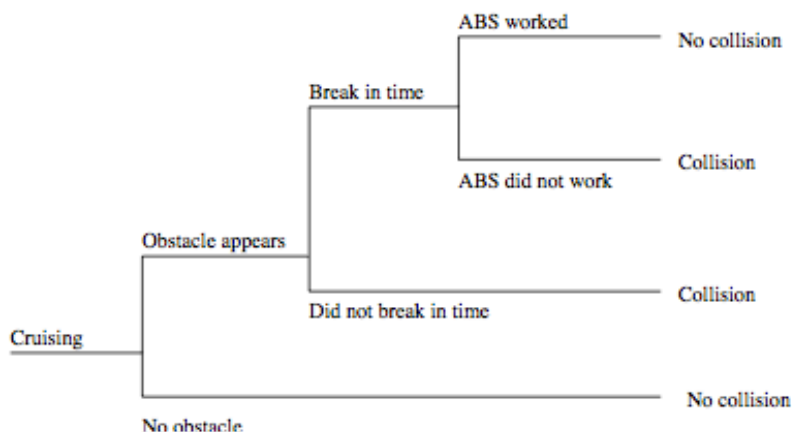 ABS worked
No collision
Break in time
Collision
ABS did not work
Obstacle appears
Collision
Did not break in time
Cruising
No collision
No obstacle